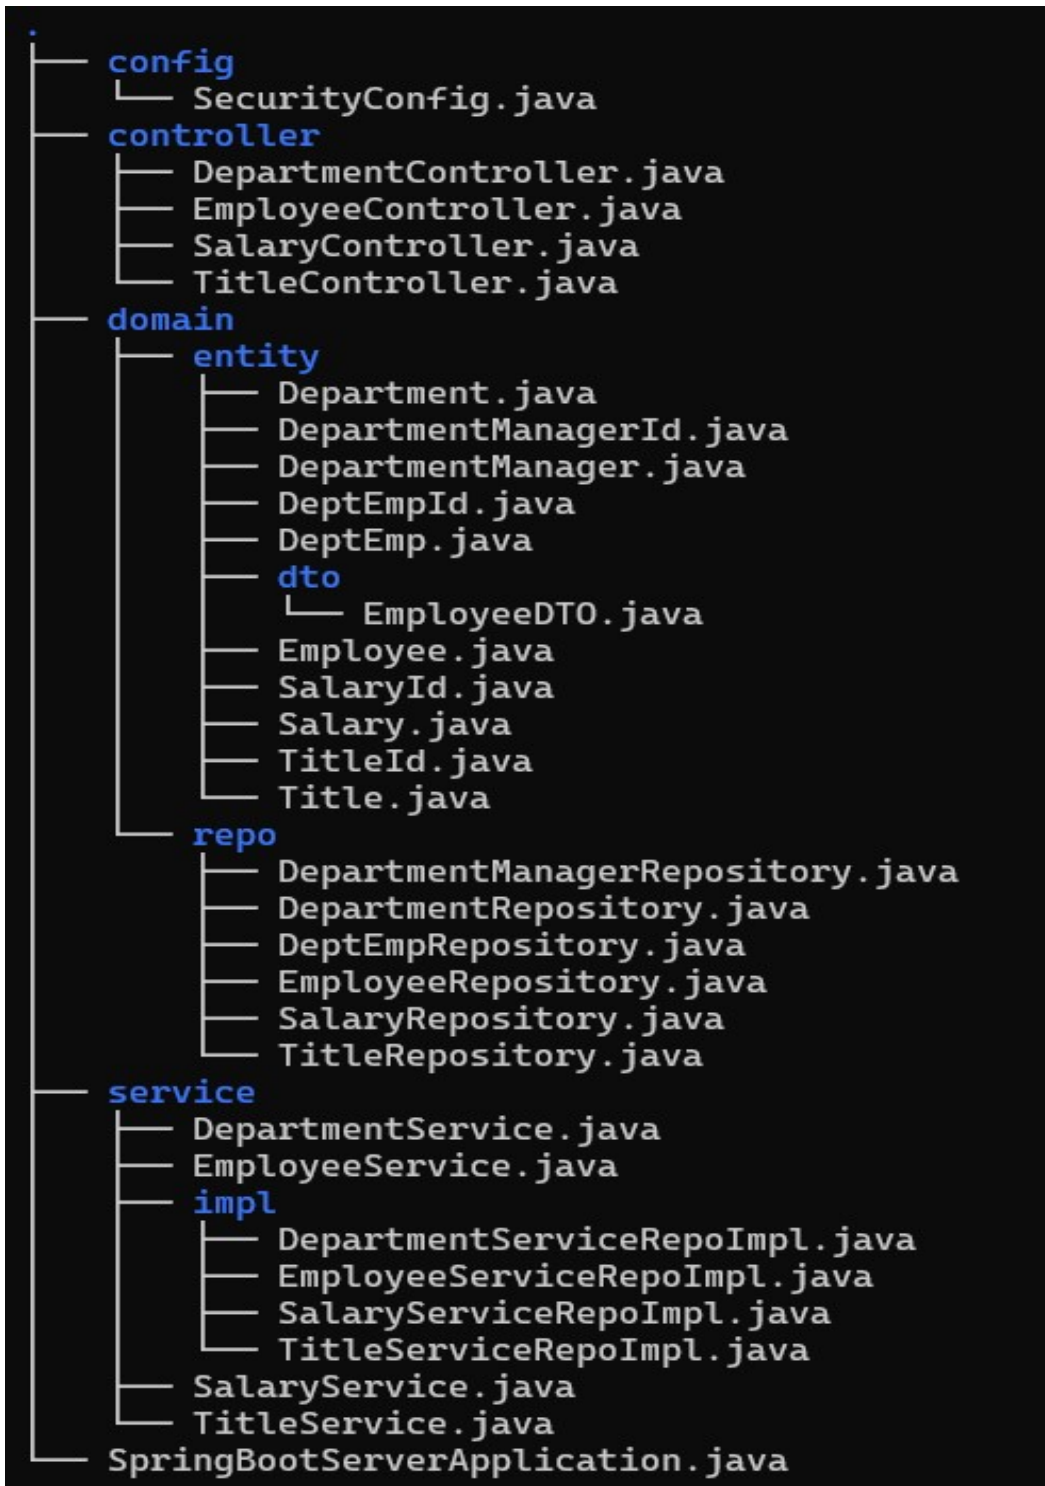 .
├── config
│   └── SecurityConfig.java
├── controller
│   ├── DepartmentController.java
│   ├── EmployeeController.java
│   ├── SalaryController.java
│   └── TitleController.java
├── domain
│   ├── entity
│   │   ├── Department.java
│   │   ├── DepartmentManagerId.java
│   │   ├── DepartmentManager.java
│   │   ├── DeptEmpId.java
│   │   ├── DeptEmp.java
│   │   ├── dto
│   │   │   └── EmployeeDTO.java
│   │   ├── Employee.java
│   │   ├── SalaryId.java
│   │   ├── Salary.java
│   │   ├── TitleId.java
│   │   └── Title.java
│   └── repo
│       ├── DepartmentManagerRepository.java
│       ├── DepartmentRepository.java
│       ├── DeptEmpRepository.java
│       ├── EmployeeRepository.java
│       ├── SalaryRepository.java
│       └── TitleRepository.java
├── service
│   ├── DepartmentService.java
│   ├── EmployeeService.java
│   ├── impl
│   │   ├── DepartmentServiceRepoImpl.java
│   │   ├── EmployeeServiceRepoImpl.java
│   │   ├── SalaryServiceRepoImpl.java
│   │   └── TitleServiceRepoImpl.java
│   ├── SalaryService.java
│   └── TitleService.java
└── SpringBootServerApplication.java